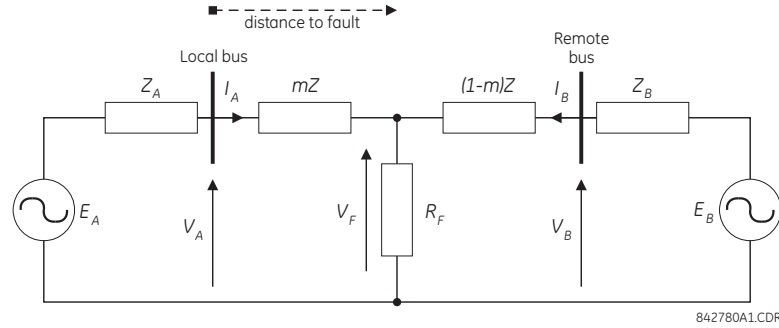 distance to fault
Local bus
Remote
bus
Z_A
I_A
mZ
(1-m)Z
I_B
Z_B
E_A
V_A
V_F
R_F
V_B
E_B
842780A1.CDR